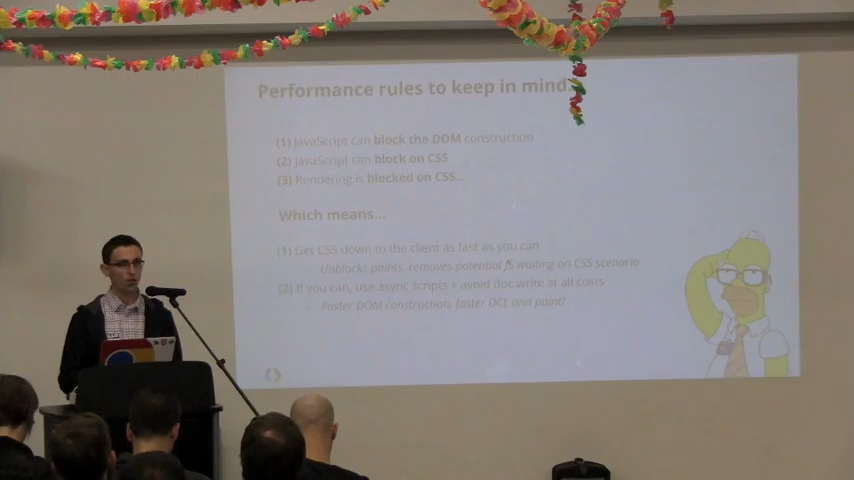 Performance rules to keep in mind.
(1) JavaScript can block the DOM construction
(2) JavaScript can block on CSS
(3) Rendering is blocked on CSS...
Which means...
(1) Get CSS down to the client as fast as you can
Unblocks paints, removes potential JS waiting on CSS scenario
(2) If you can, use async scripts + avoid doc.write at all costs
Faster DOM construction, faster DCL and paint!